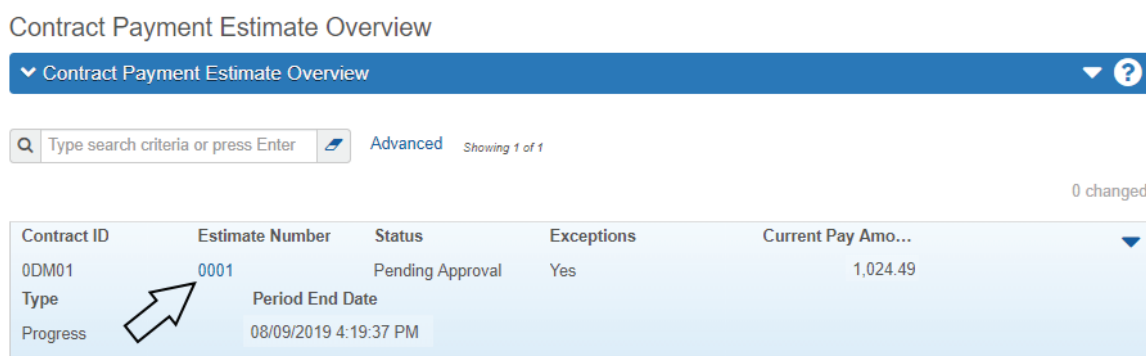 Contract Payment Estimate Overview
Contract Payment Estimate Overview ?
Type search criteria or press Enter Advanced Showing 1 of 1
0 changed
Contract ID Estimate Number Status Exceptions Current Pay Amo...
0DM01 0001 Pending Approval Yes 1,024.49
Type Period End Date
Progress 08/09/2019 4:19:37 PM